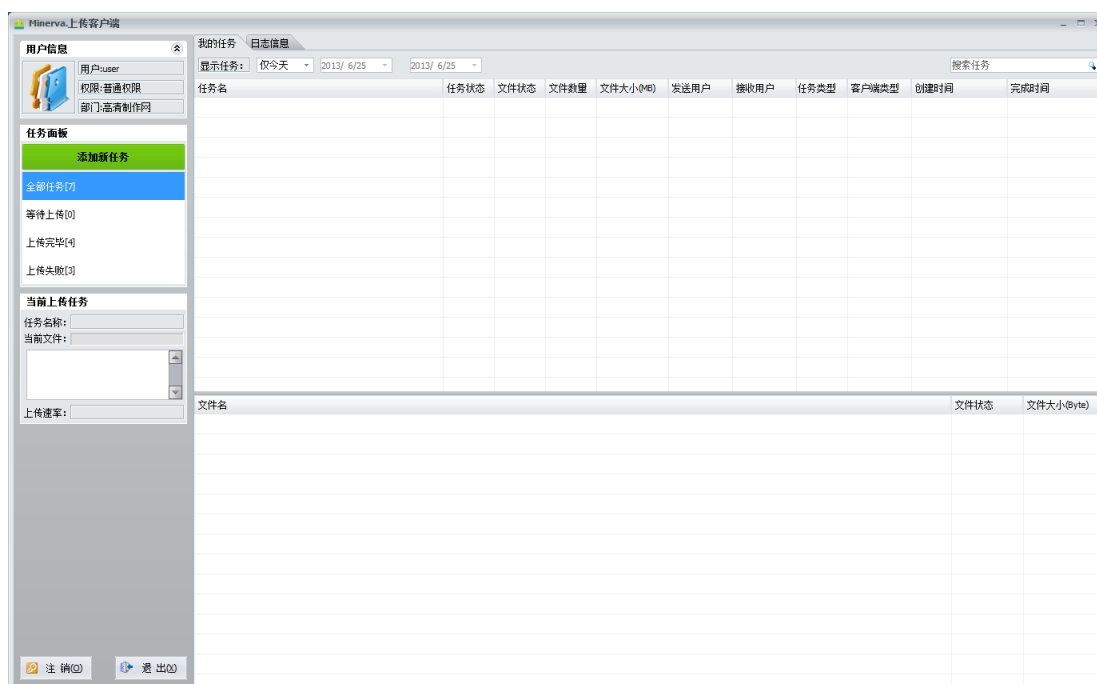 Minerva.上传客户端
用户信息
用户:user
权限:普通权限
部门:高青制作网
任务面板
添加新任务
全部任务[7]
等待上传[0]
上传完毕[4]
上传失败[3]
当前上传任务
任务名称:
当前文件:
上传速率:
注 销(O)
退 出(X)
我的任务 日志信息
显示任务: 仅今天 2013/ 6/25 2013/ 6/25 搜索任务
任务名 任务状态 文件状态 文件数量 文件大小(MB) 发送用户 接收用户 任务类型 客户端类型 创建时间 完成时间
文件名 文件状态 文件大小(Byte)